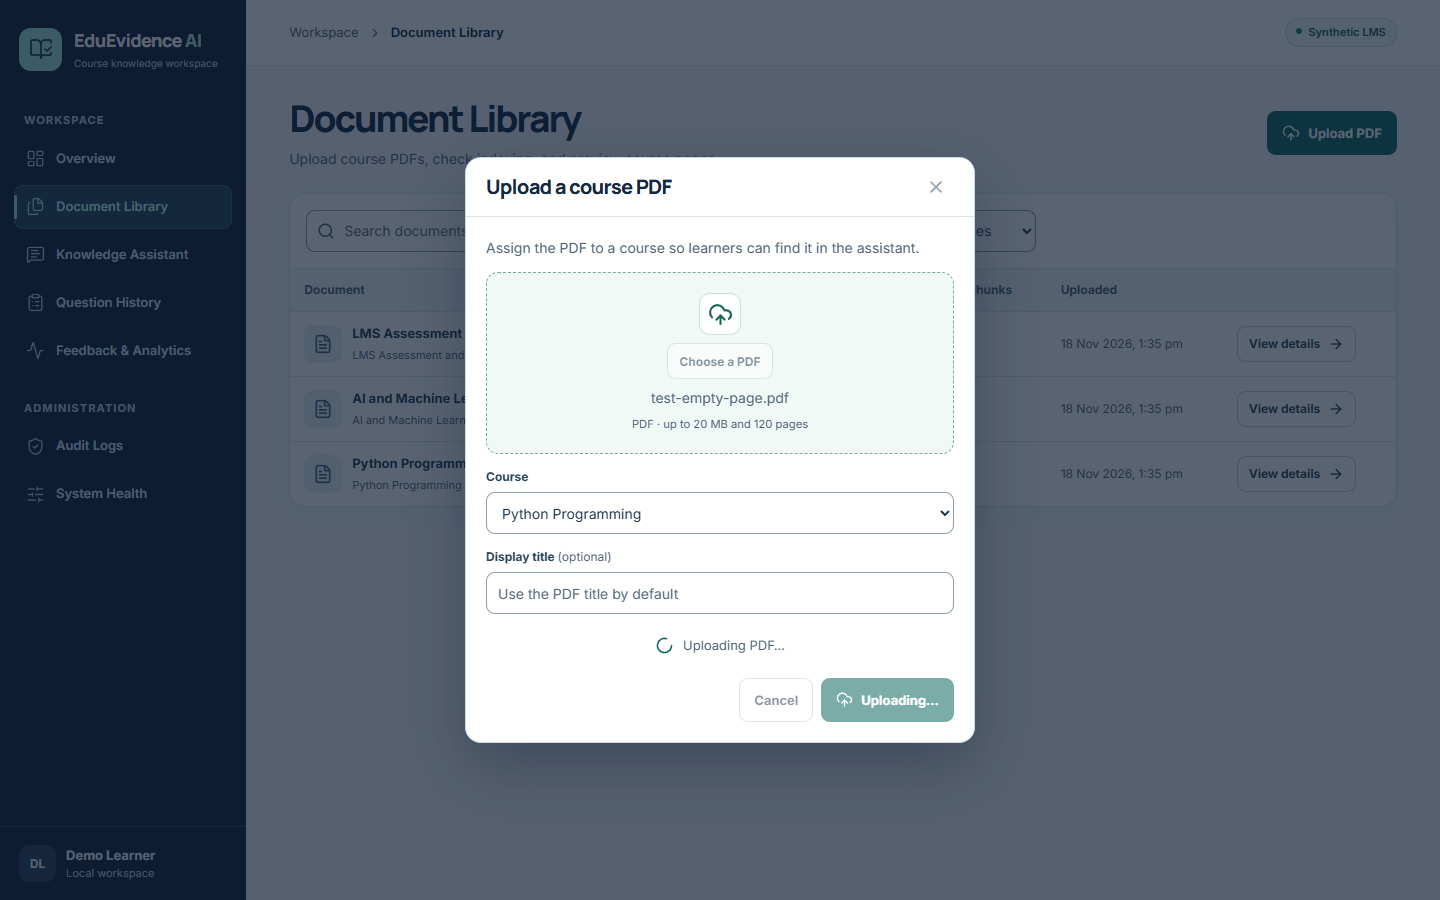 EduEvidence AI
Course knowledge workspace
WORKSPACE
Overview
Document Library
Knowledge Assistant
Question History
Feedback & Analytics
ADMINISTRATION
Audit Logs
System Health
DL
Demo Learner
Local workspace
Workspace > Document Library
Synthetic LMS
Document Library
Upload PDF
Upload course PDFs, check
Search documents
es
Document
hunks
Uploaded
LMS Assessment
LMS Assessment and
18 Nov 2026, 1:35 pm
View details
AI and Machine Le
AI and Machine Learn
18 Nov 2026, 1:35 pm
View details
Python Programm
Python Programming
18 Nov 2026, 1:35 pm
View details
Upload a course PDF
Assign the PDF to a course so learners can find it in the assistant.
Choose a PDF
test-empty-page.pdf
PDF · up to 20 MB and 120 pages
Course
Python Programming
Display title (optional)
Use the PDF title by default
Uploading PDF...
Cancel
Uploading...